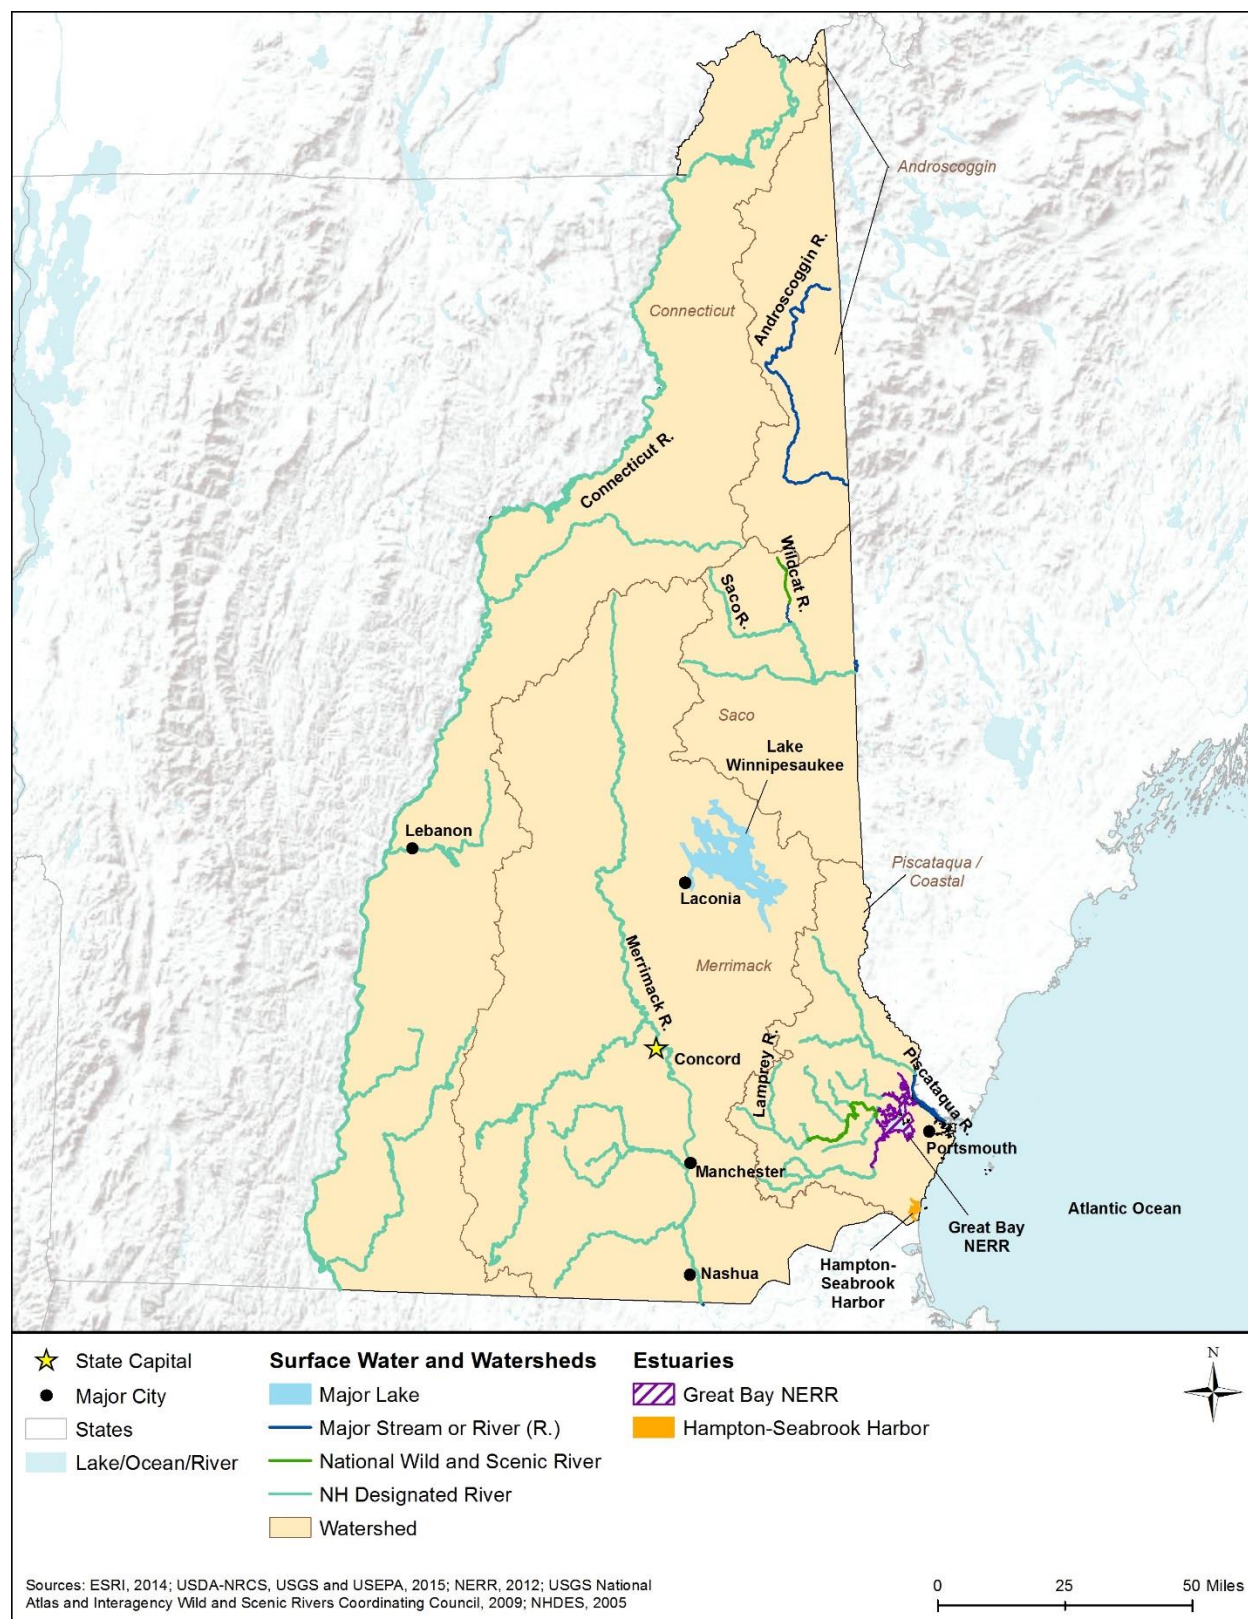 Androscoggin
Androscoggin R.
Connecticut
Connecticut R.
Wildcat R.
Saco R.
Saco
Lake
Winnipesaukee
Lebanon
Piscataqua /
Coastal
Laconia
Merrimack R.
Merrimack
Concord
Lamprey R.
Piscataqua R.
Portsmouth
Manchester
Atlantic Ocean
Great Bay
NERR
Hampton-
Seabrook
Harbor
Nashua
State Capital
Major City
States
Lake/Ocean/River
Surface Water and Watersheds
Major Lake
Major Stream or River (R.)
National Wild and Scenic River
NH Designated River
Watershed
Estuaries
Great Bay NERR
Hampton-Seabrook Harbor
N
Sources: ESRI, 2014; USDA-NRCS, USGS and USEPA, 2015; NERR, 2012; USGS National
Atlas and Interagency Wild and Scenic Rivers Coordinating Council, 2009; NHDES, 2005
0 25 50 Miles